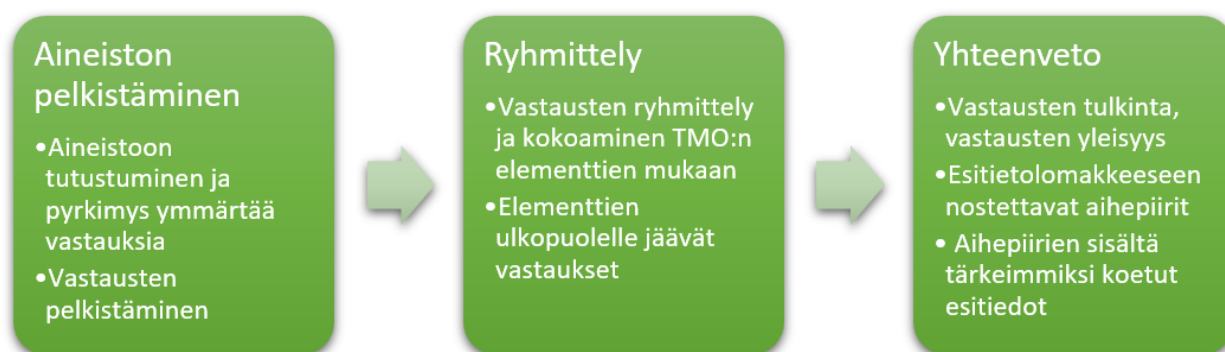 Aineiston
pelkistäminen
•Aineistoon
tutustuminen ja
pyrkimys ymmärtää
vastauksia
•Vastausten
pelkistäminen
Ryhmittely
•Vastausten ryhmittely
ja kokoaminen TMO:n
elementtien mukaan
•Elementtien
ulkopuolelle jäävät
vastaukset
Yhteenveto
•Vastausten tulkinta,
vastausten yleisyys
•Esitietolomakkeeseen
nostettavat aihepiirit
• Aihepiirien sisältä
tärkeimmiksi koetut
esitiedot